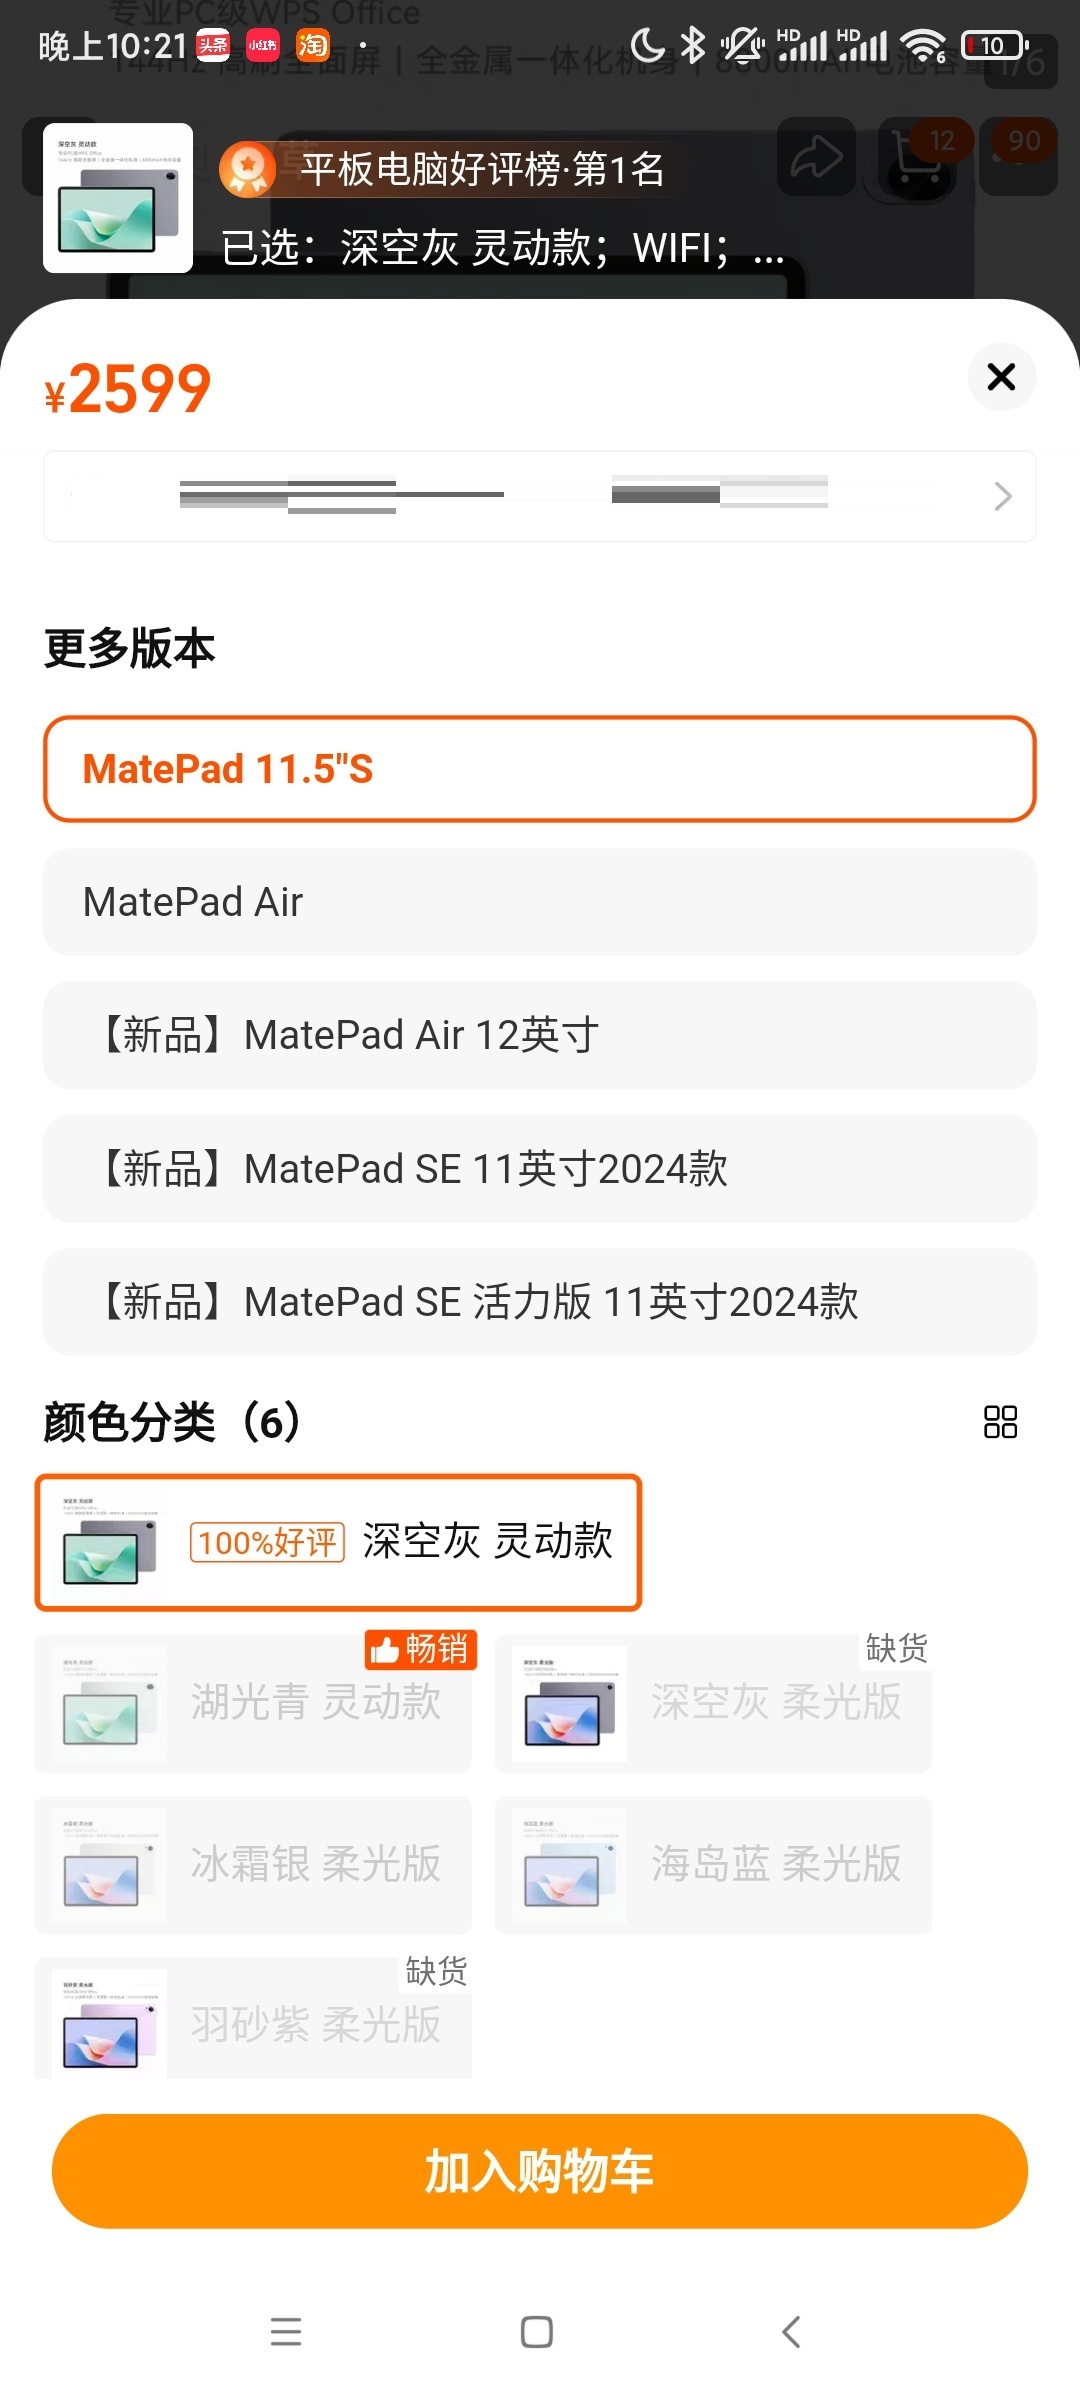 专业PC级WPS Office
晚上10:21 头条 小红书 淘 · HD HD 6 10
144Hz 高刷全面屏 | 全金属一体化机身 | 8800mAh电池容量 1/6
平板电脑好评榜·第1名
12 90
已选：深空灰 灵动款；WIFI；...
¥2599
更多版本
MatePad 11.5"S
MatePad Air
【新品】MatePad Air 12英寸
【新品】MatePad SE 11英寸2024款
【新品】MatePad SE 活力版 11英寸2024款
颜色分类（6）
100%好评 深空灰 灵动款
畅销 湖光青 灵动款
缺货 深空灰 柔光版
冰霜银 柔光版
海岛蓝 柔光版
缺货 羽砂紫 柔光版
加入购物车